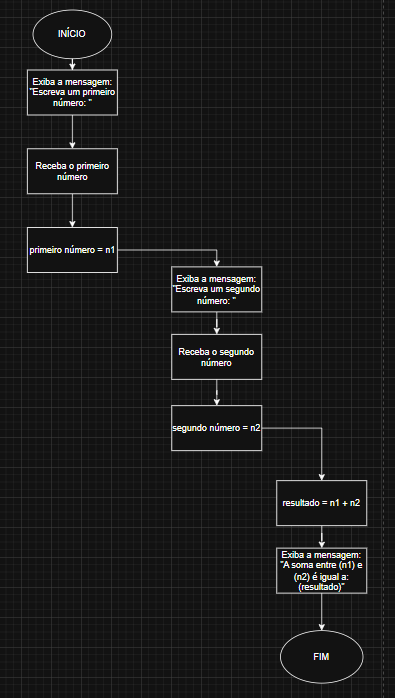 INÍCIO
Exiba a mensagem:
"Escreva um primeiro
número: "
Receba o primeiro
número
primeiro número = n1
Exiba a mensagem:
"Escreva um segundo
número: "
Receba o segundo
número
segundo número = n2
resultado = n1 + n2
Exiba a mensagem:
"A soma entre (n1) e
(n2) é igual a:
(resultado)"
FIM